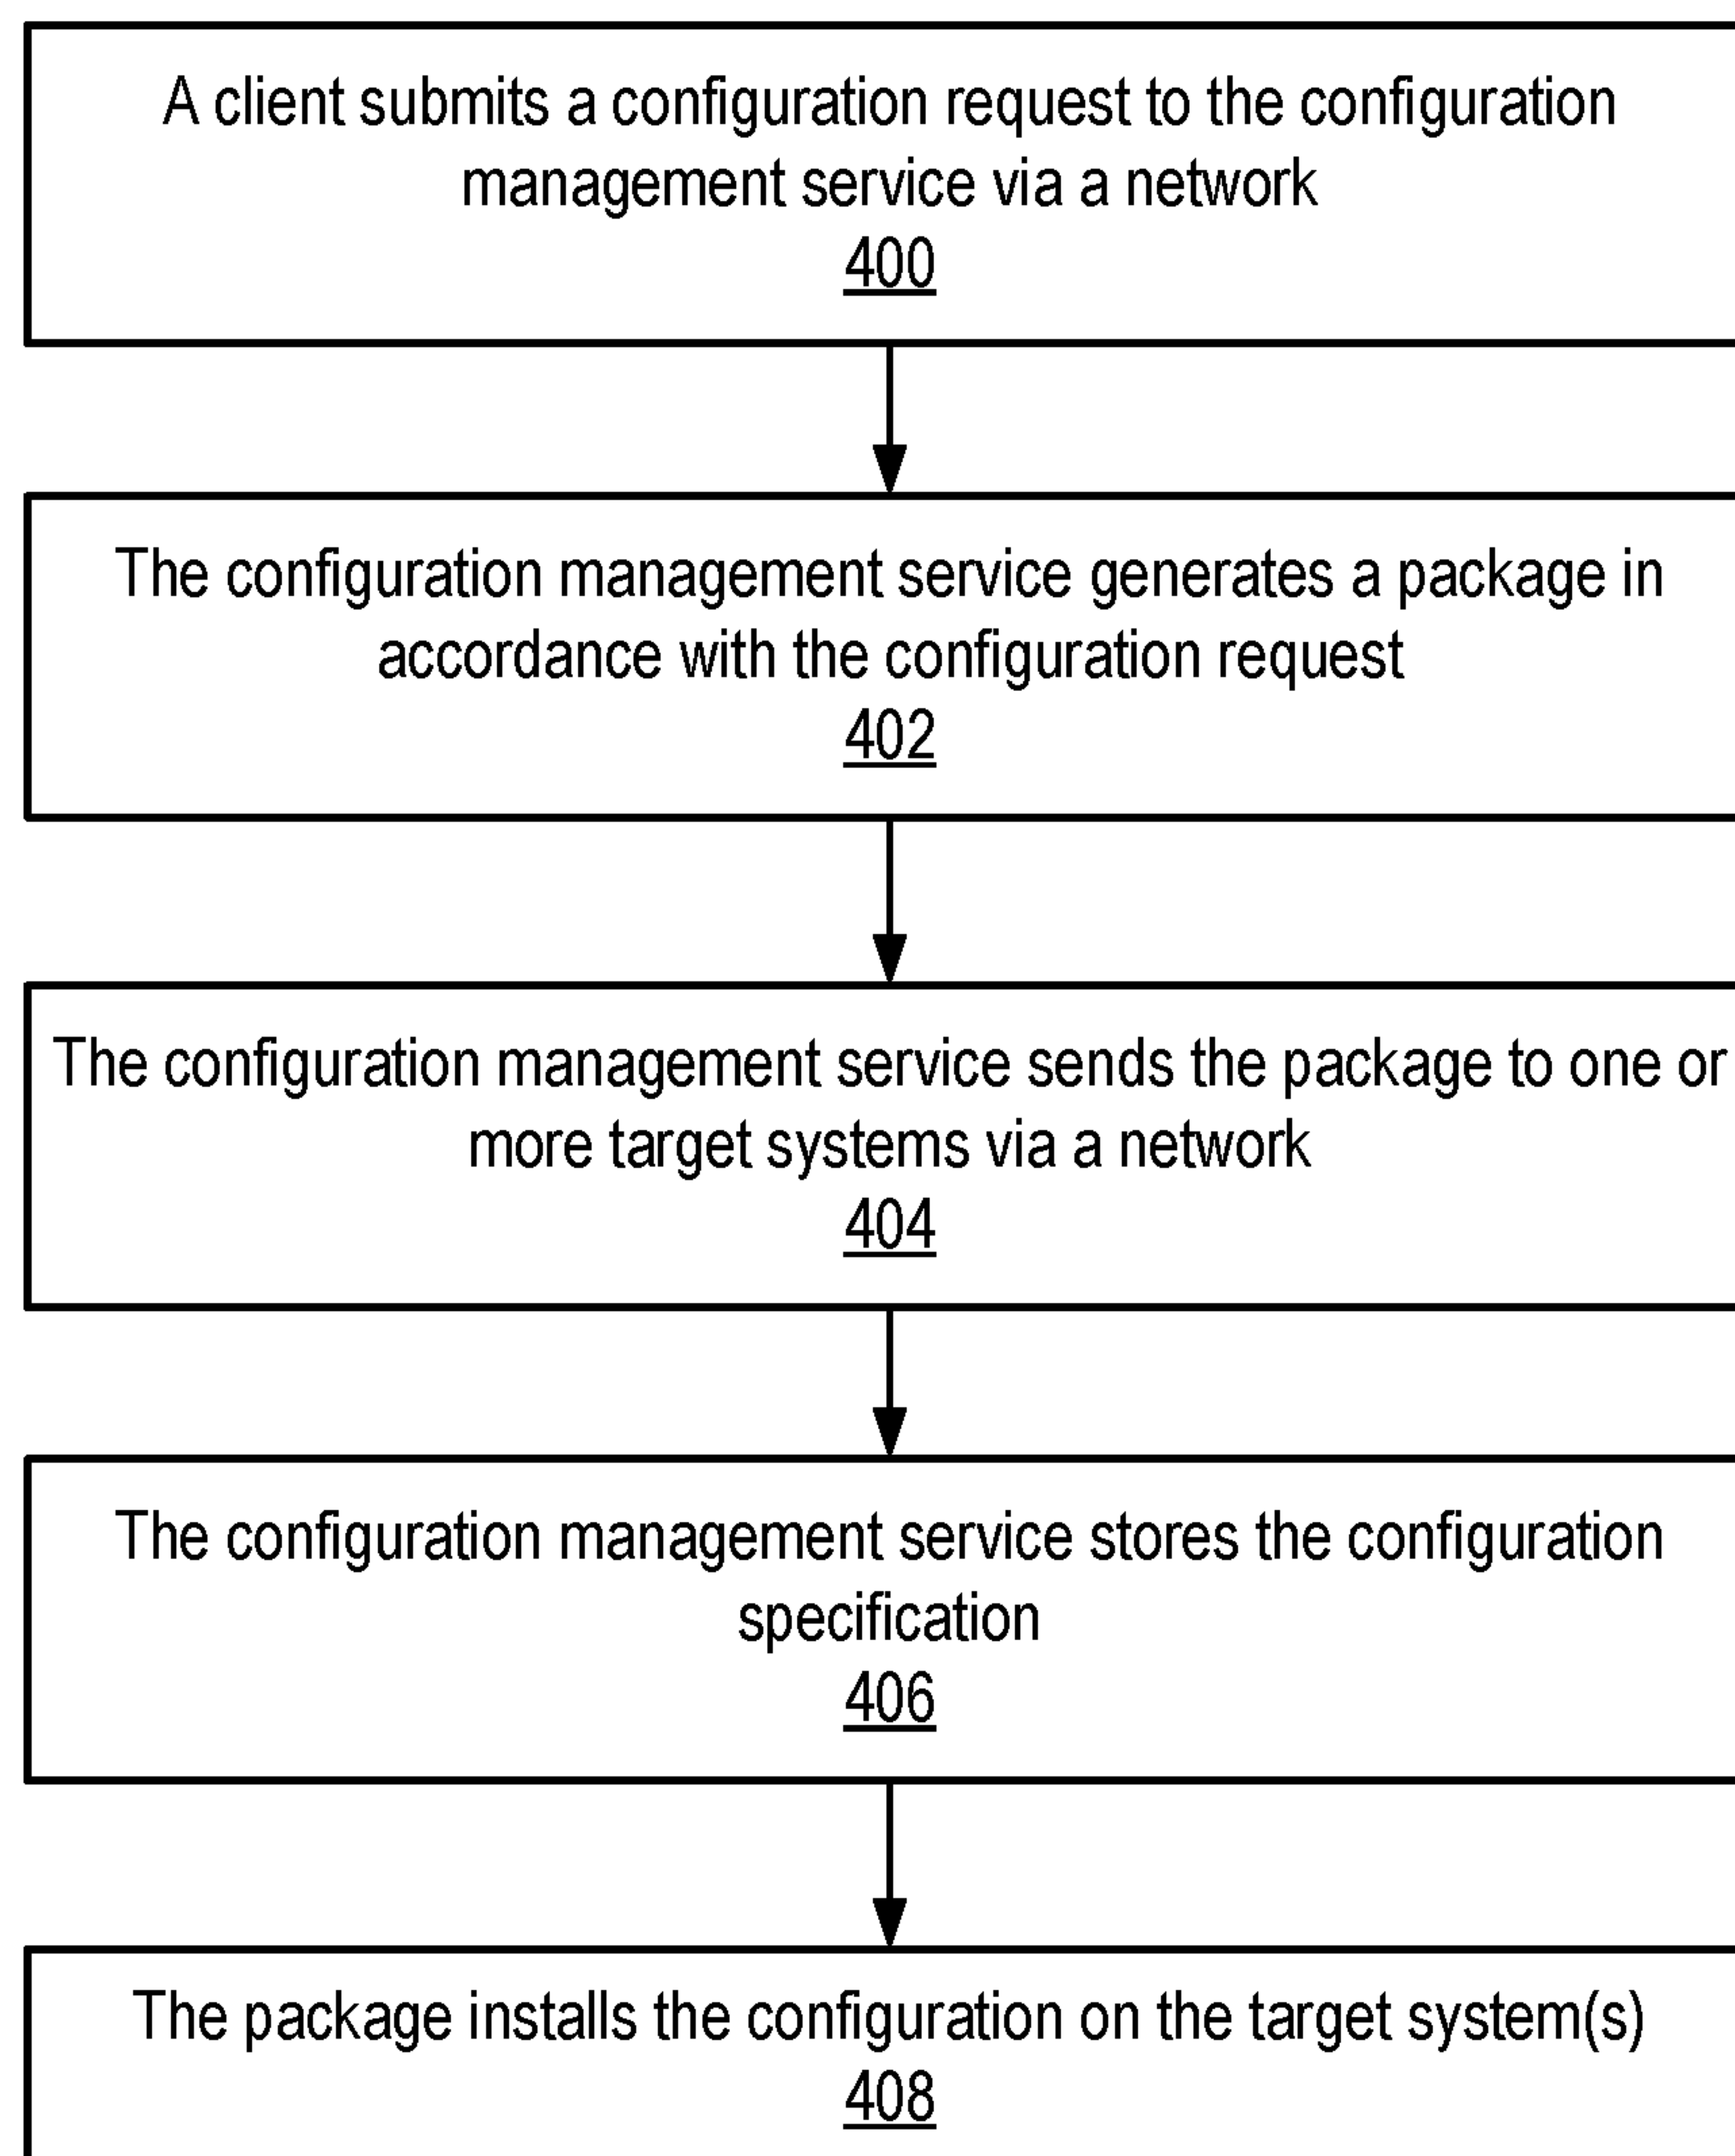 A client submits a configuration request to the configuration
management service via a network
400
The configuration management service generates a package in
accordance with the configuration request
402
The configuration management service sends the package to one or
more target systems via a network
404
The configuration management service stores the configuration
specification
406
The package installs the configuration on the target system(s)
408